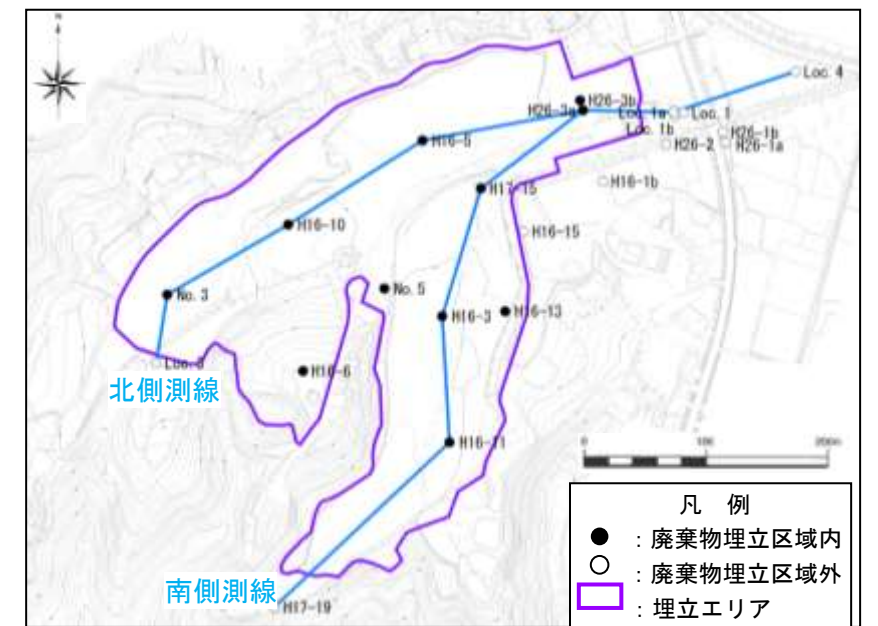 N
Loc. 4
H26-3b
H26-3a
Loc. 1a
Loc. 1
Loc. 1b
H26-1b
H26-2
H26-1a
H16-5
H17-15
H16-1b
H16-10
H16-15
No. 3
No. 5
H16-3
H16-13
Loc. 3
H16-6
北側測線
H16-11
0
100
200m
南側測線
H17-19
凡 例
● : 廃棄物埋立区域内
○ : 廃棄物埋立区域外
: 埋立エリア